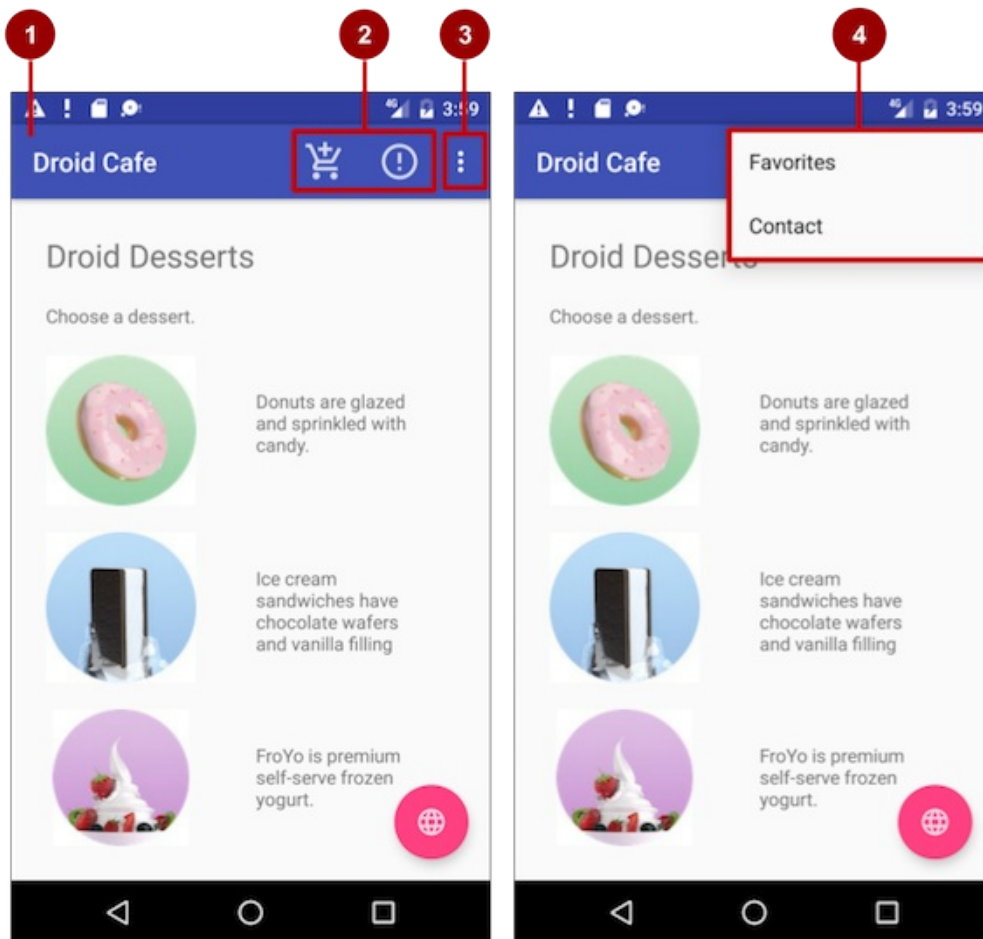 1
2
3
4
4G
3:59
Droid Cafe
Droid Desserts
Choose a dessert.
Donuts are glazed
and sprinkled with
candy.
Ice cream
sandwiches have
chocolate wafers
and vanilla filling
FroYo is premium
self-serve frozen
yogurt.
4G
3:59
Droid Cafe
Favorites
Contact
Droid Desserts
Choose a dessert.
Donuts are glazed
and sprinkled with
candy.
Ice cream
sandwiches have
chocolate wafers
and vanilla filling
FroYo is premium
self-serve frozen
yogurt.